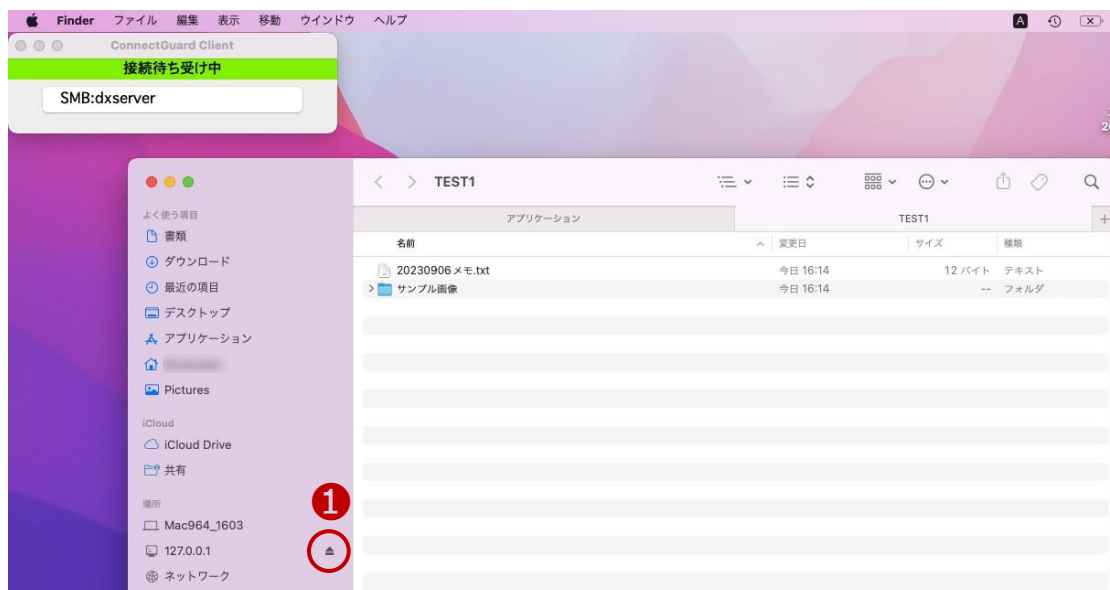 Finder ファイル 編集 表示 移動 ウインドウ ヘルプ A
ConnectGuard Client
接続待ち受け中
SMB:dxserver
TEST1
よく使う項目
書類
ダウンロード
最近の項目
デスクトップ
アプリケーション
Pictures
iCloud
iCloud Drive
共有
場所
Mac964_1603
127.0.0.1
ネットワーク
1
アプリケーション TEST1 +
名前 変更日 サイズ 種類
20230906メモ.txt 今日 16:14 12 バイト テキスト
サンプル画像 今日 16:14 -- フォルダ